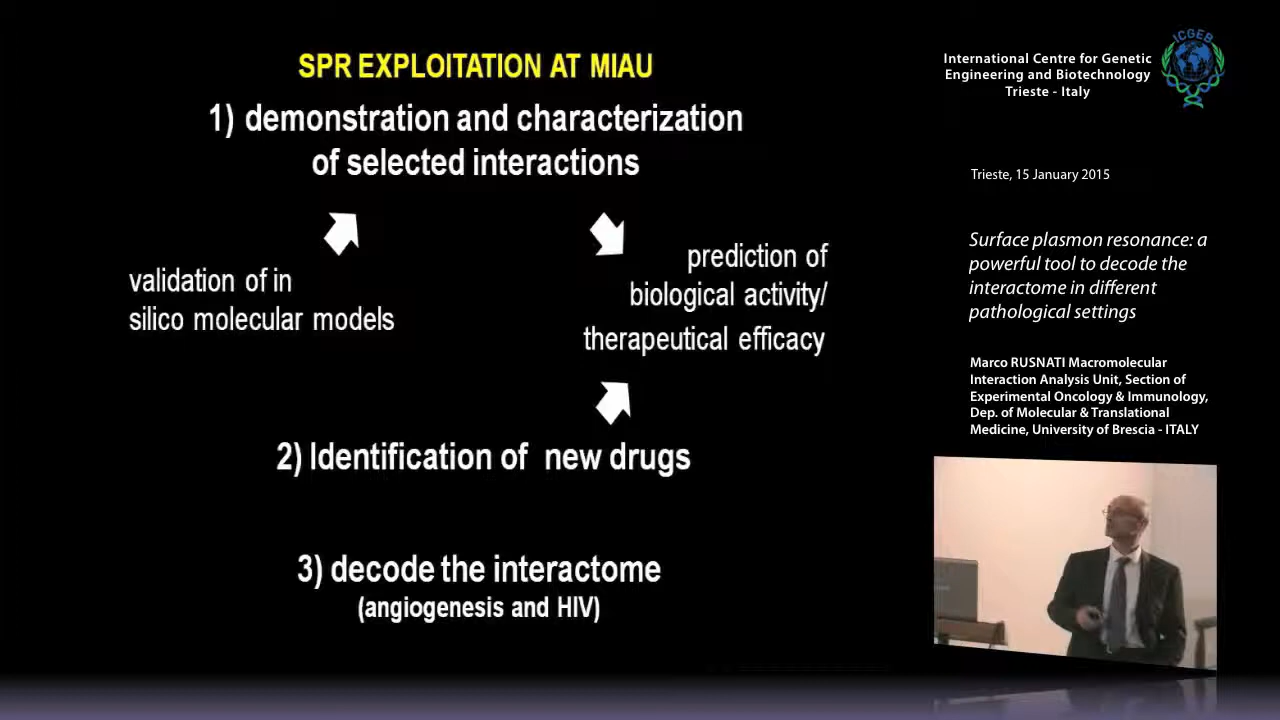 SPR EXPLOITATION AT MIAU
1) demonstration and characterization
of selected interactions
validation of in
silico molecular models
prediction of
biological activity/
therapeutical efficacy
2) Identification of new drugs
3) decode the interactome
(angiogenesis and HIV)
International Centre for Genetic
Engineering and Biotechnology
Trieste - Italy
ICGEB
Trieste, 15 January 2015
Surface plasmon resonance: a
powerful tool to decode the
interactome in different
pathological settings
Marco RUSNATI Macromolecular
Interaction Analysis Unit, Section of
Experimental Oncology & Immunology,
Dep. of Molecular & Translational
Medicine, University of Brescia - ITALY